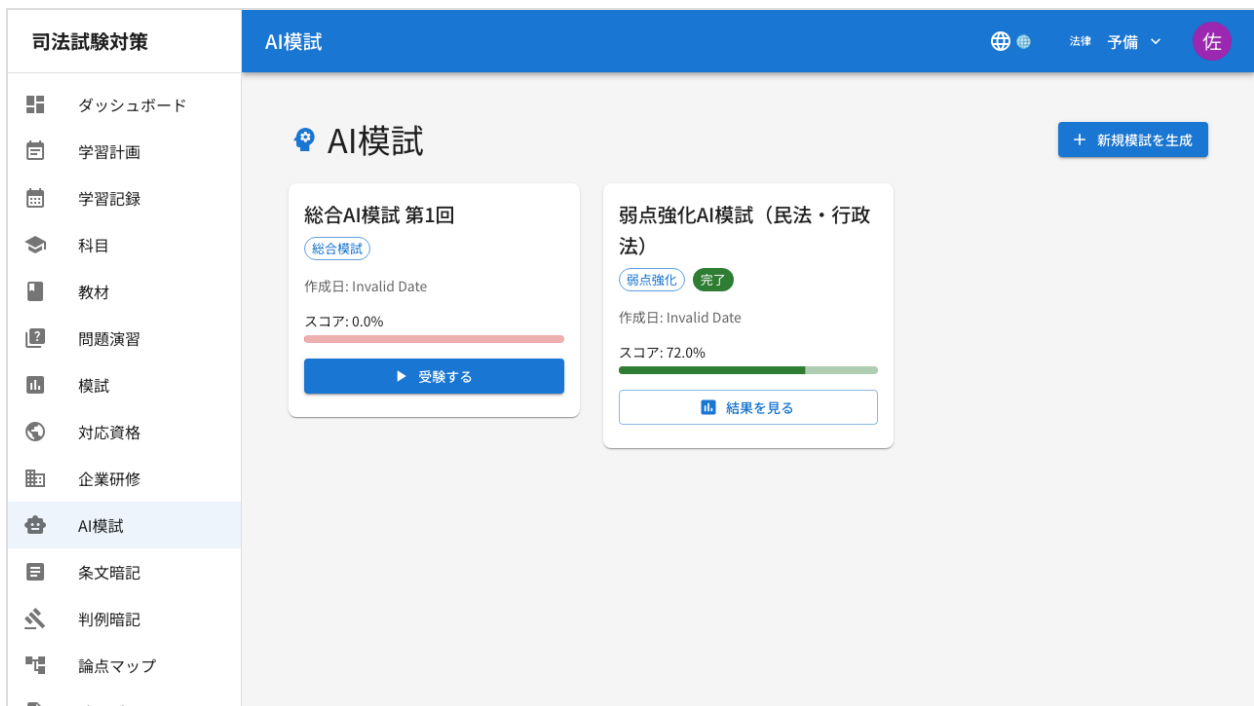 司法試験対策
AI模試
法律 予備
佐
ダッシュボード
学習計画
学習記録
科目
教材
問題演習
模試
対応資格
企業研修
AI模試
条文暗記
判例暗記
論点マップ
AI模試
+ 新規模試を生成
総合AI模試 第1回
総合模試
作成日: Invalid Date
スコア: 0.0%
受験する
弱点強化AI模試（民法・行政
法）
弱点強化 完了
作成日: Invalid Date
スコア: 72.0%
結果を見る